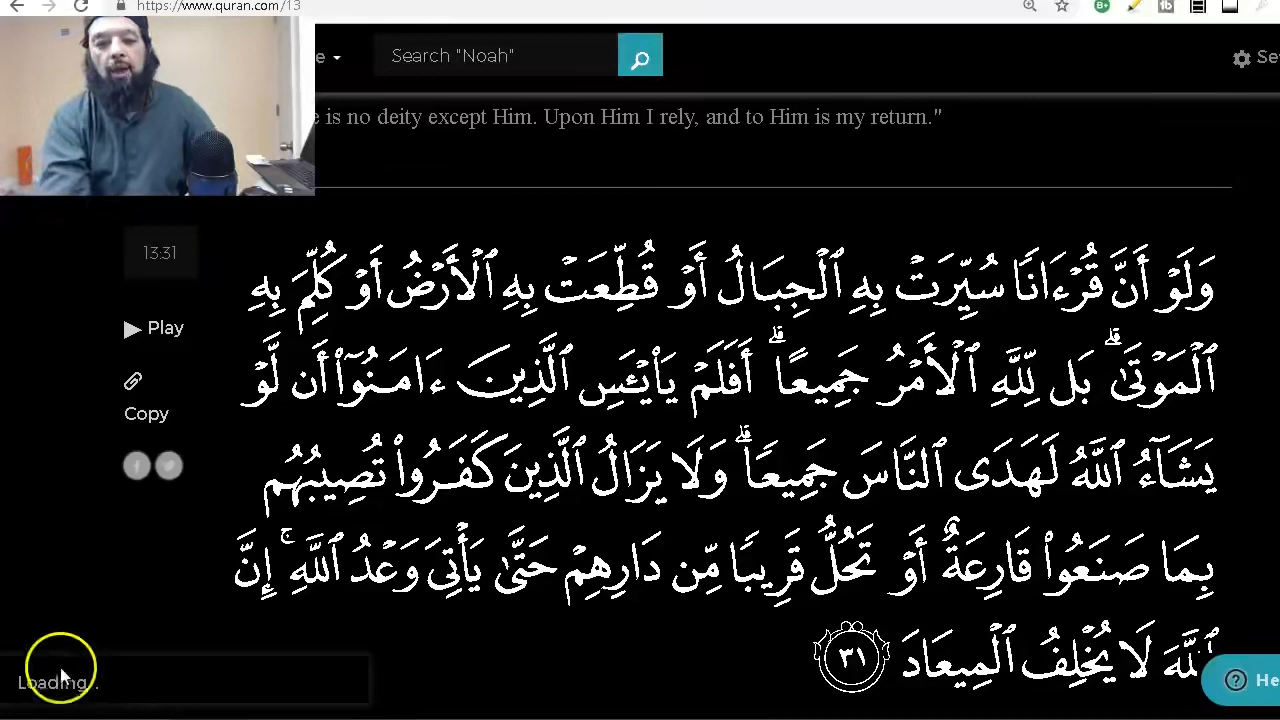 https://www.quran.com/13
Search "Noah"
is no deity except Him. Upon Him I rely, and to Him is my return."
13.31
Play
Copy
وَلَوْ أَنَّ قُرْءَانًا سُيِّرَتْ بِهِ ٱلْجِبَالُ أَوْ قُطِّعَتْ بِهِ ٱلْأَرْضُ أَوْ كُلِّمَ بِهِ
ٱلْمَوْتَىٰ ۗ بَل لِّلَّهِ ٱلْأَمْرُ جَمِيعًا ۗ أَفَلَمْ يَا۟يْـَٔسِ ٱلَّذِينَ ءَامَنُوٓا۟ أَن لَّوْ
يَشَآءُ ٱللَّهُ لَهَدَى ٱلنَّاسَ جَمِيعًا ۗ وَلَا يَزَالُ ٱلَّذِينَ كَفَرُوا۟ تُصِيبُهُم
بِمَا صَنَعُوا۟ قَارِعَةٌ أَوْ تَحُلُّ قَرِيبًا مِّن دَارِهِمْ حَتَّىٰ يَأْتِىَ وَعْدُ ٱللَّهِ ۚ إِنَّ
ٱللَّهَ لَا يُخْلِفُ ٱلْمِيعَادَ ٣١
Loading..